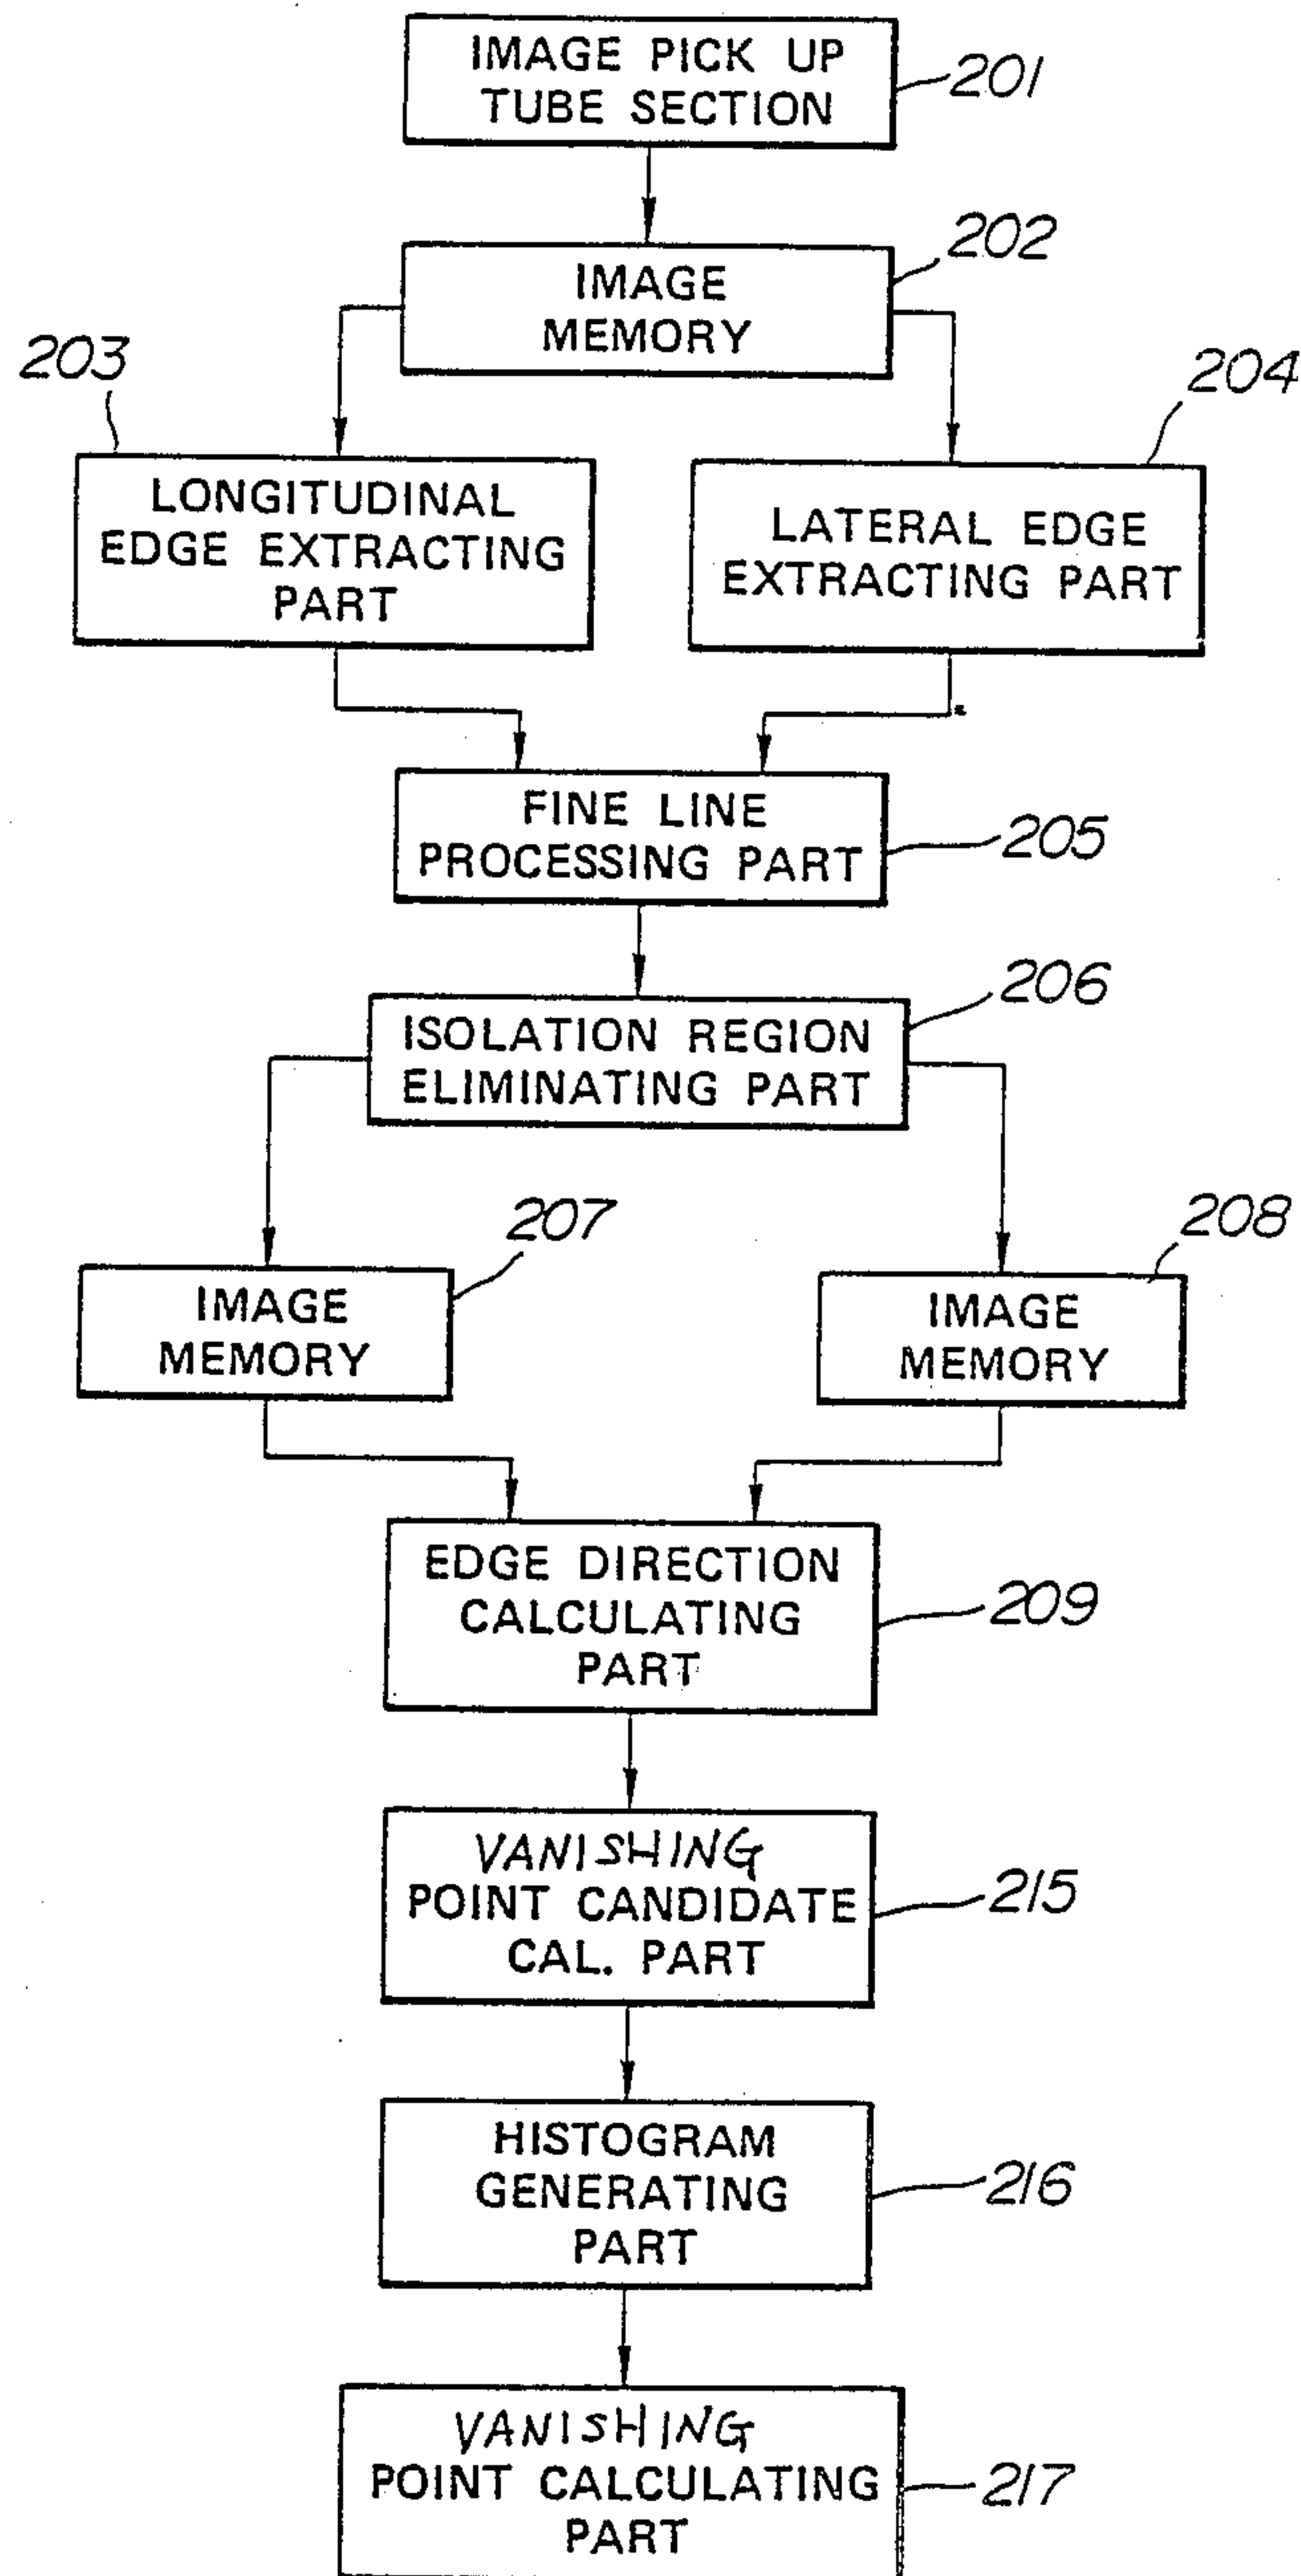 IMAGE PICK UP
TUBE SECTION
201
202
IMAGE
MEMORY
203
204
LONGITUDINAL
EDGE EXTRACTING
PART
LATERAL EDGE
EXTRACTING PART
FINE LINE
PROCESSING PART
205
206
ISOLATION REGION
ELIMINATING PART
207
208
IMAGE
MEMORY
IMAGE
MEMORY
EDGE DIRECTION
CALCULATING
PART
209
VANISHING
POINT CANDIDATE
CAL. PART
215
HISTOGRAM
GENERATING
PART
216
VANISHING
POINT CALCULATING
PART
217